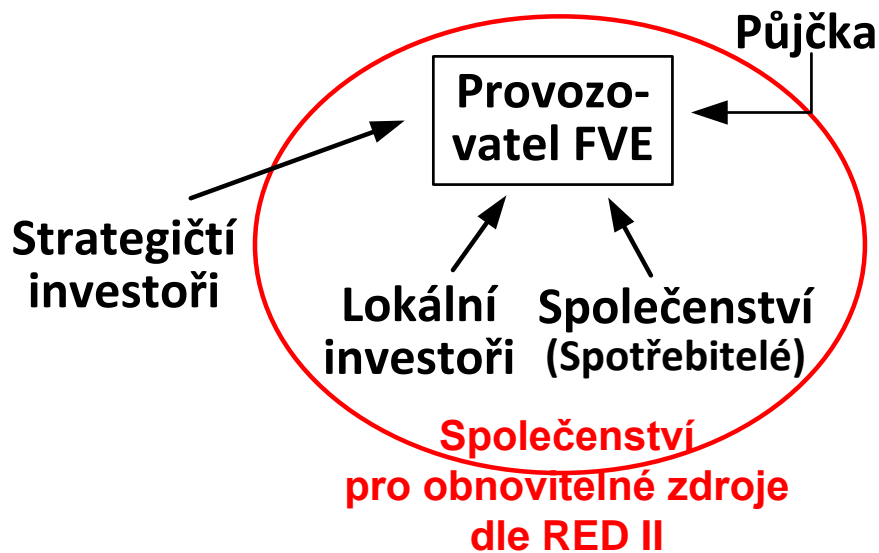 Půjčka
Provozo-
vatel FVE
Strategičtí
investoři
Lokální
investoři
Společenství
(Spotřebitelé)
Společenství
pro obnovitelné zdroje
dle RED II